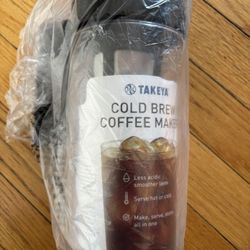 TAKEYA
COLD BREW
COFFEE MAKER
Less acidic
smoother taste
Serve hot or cold
Make, serve, store
all in one